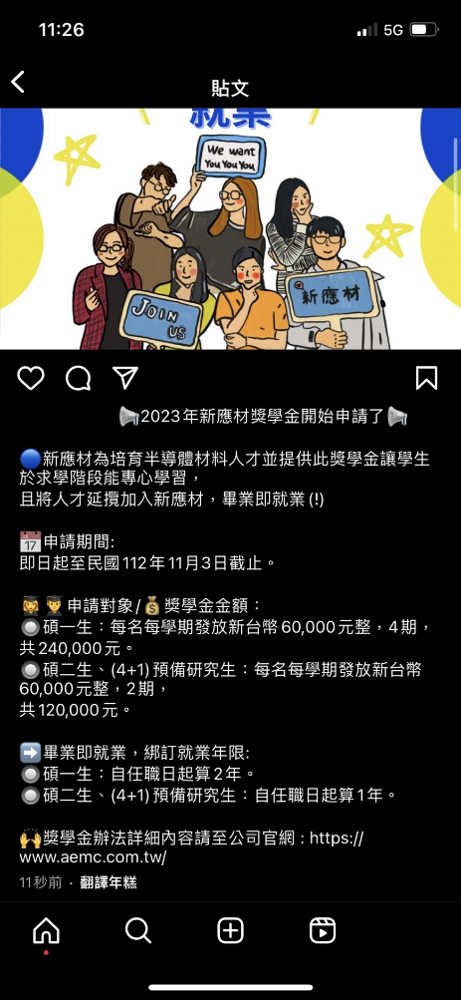 11:26
5G
貼文
就業
We want
You You You
JOIN
US
新應材
📢2023年新應材獎學金開始申請了📢
🔵新應材為培育半導體材料人才並提供此獎學金讓學生
於求學階段能專心學習，
且將人才延攬加入新應材，畢業即就業(!)
📅申請期間:
即日起至民國112年11月3日截止。
👩‍🎓👨‍🎓申請對象/💰獎學金金額：
🔘碩一生：每名每學期發放新台幣60,000元整，4期，
共240,000元。
🔘碩二生、(4+1)預備研究生：每名每學期發放新台幣
60,000元整，2期，
共120,000元。
➡️畢業即就業，綁訂就業年限:
🔘碩一生：自任職日起算2年。
🔘碩二生、(4+1)預備研究生：自任職日起算1年。
🙌獎學金辦法詳細內容請至公司官網 : https://
www.aemc.com.tw/
11秒前 · 翻譯年糕